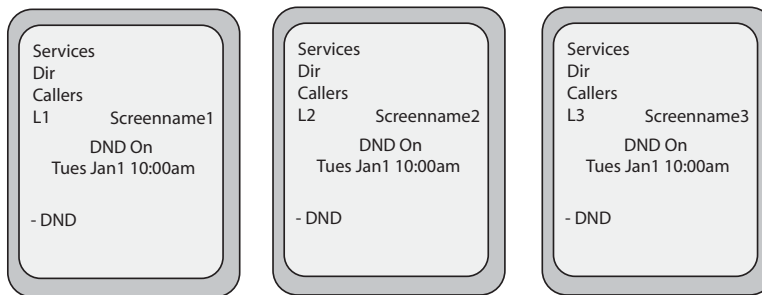 Services
Dir
Callers
L1 Screenname1
DND On
Tues Jan1 10:00am
- DND
Services
Dir
Callers
L2 Screenname2
DND On
Tues Jan1 10:00am
- DND
Services
Dir
Callers
L3 Screenname3
DND On
Tues Jan1 10:00am
- DND